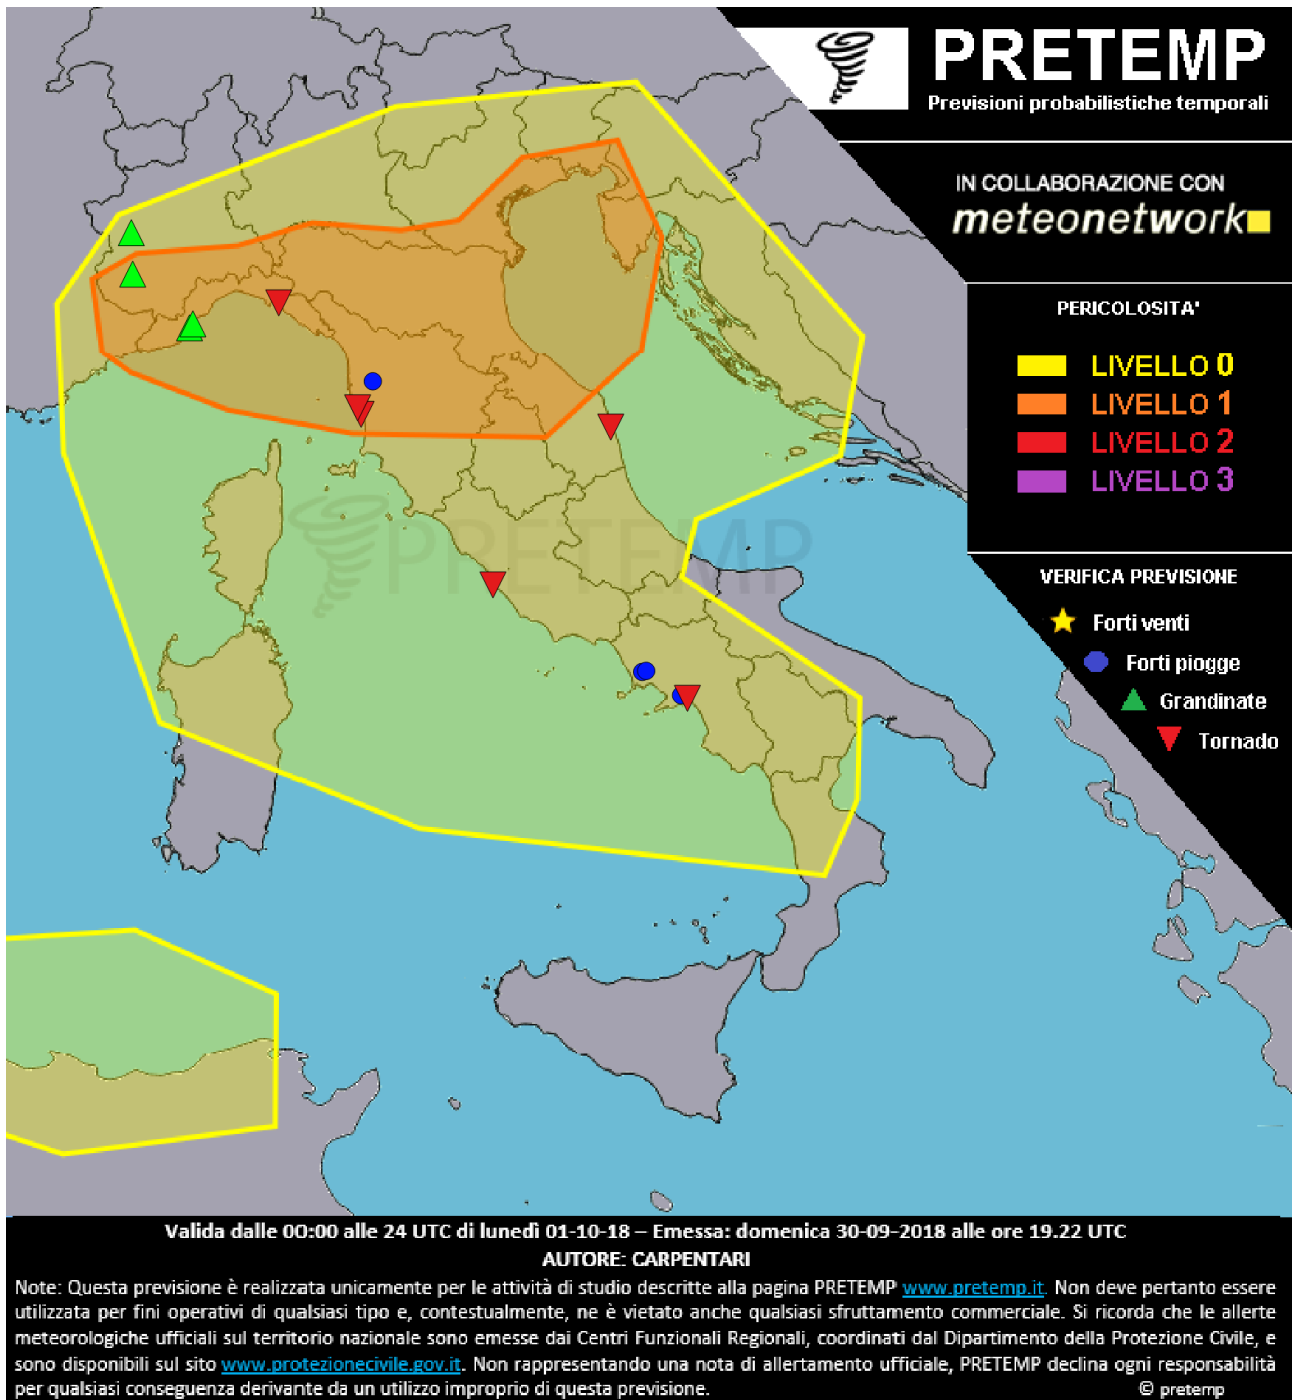 PRETEMP
Previsioni probabilistiche temporali
IN COLLABORAZIONE CON
meteonetwork
PERICOLOSITA'
LIVELLO 0
LIVELLO 1
LIVELLO 2
LIVELLO 3
PRETEMP
VERIFICA PREVISIONE
Forti venti
Forti piogge
Grandinate
Tornado
Valida dalle 00:00 alle 24 UTC di lunedì 01-10-18 – Emessa: domenica 30-09-2018 alle ore 19.22 UTC
AUTORE: CARPENTARI
Note: Questa previsione è realizzata unicamente per le attività di studio descritte alla pagina PRETEMP www.pretemp.it. Non deve pertanto essere
utilizzata per fini operativi di qualsiasi tipo e, contestualmente, ne è vietato anche qualsiasi sfruttamento commerciale. Si ricorda che le allerte
meteorologiche ufficiali sul territorio nazionale sono emesse dai Centri Funzionali Regionali, coordinati dal Dipartimento della Protezione Civile, e
sono disponibili sul sito www.protezionecivile.gov.it. Non rappresentando una nota di allertamento ufficiale, PRETEMP declina ogni responsabilità
per qualsiasi conseguenza derivante da un utilizzo improprio di questa previsione.
© pretemp